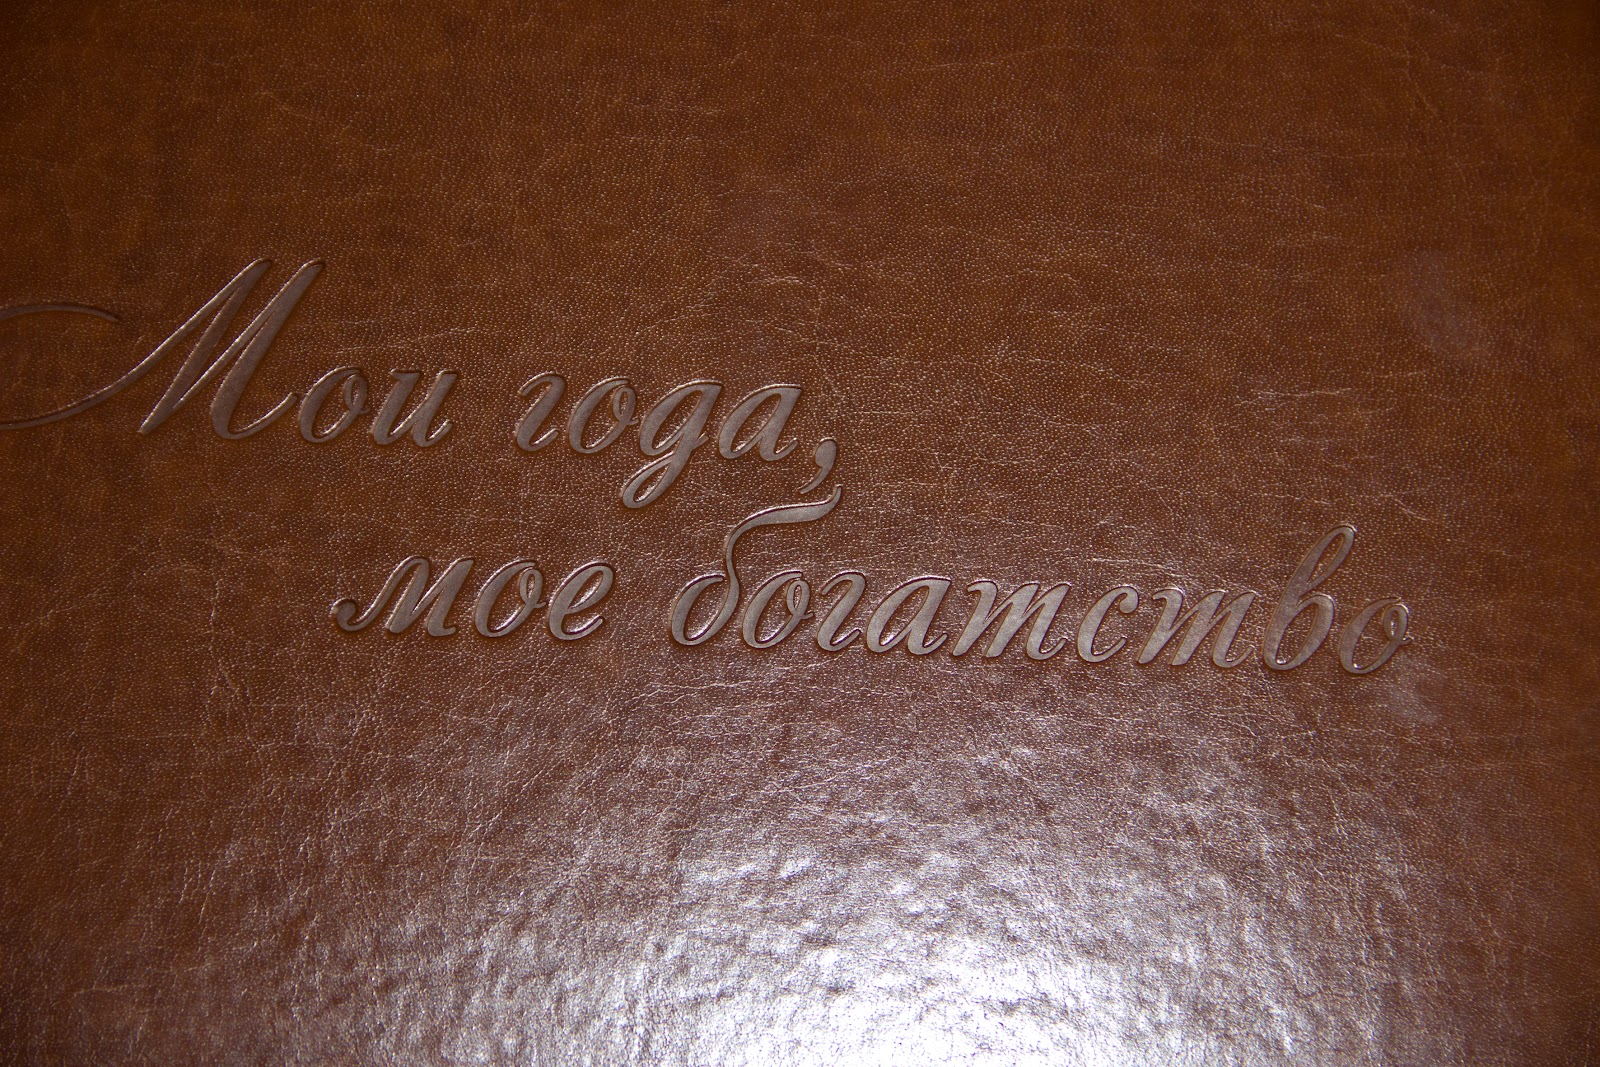 Мои года,
мое богатство